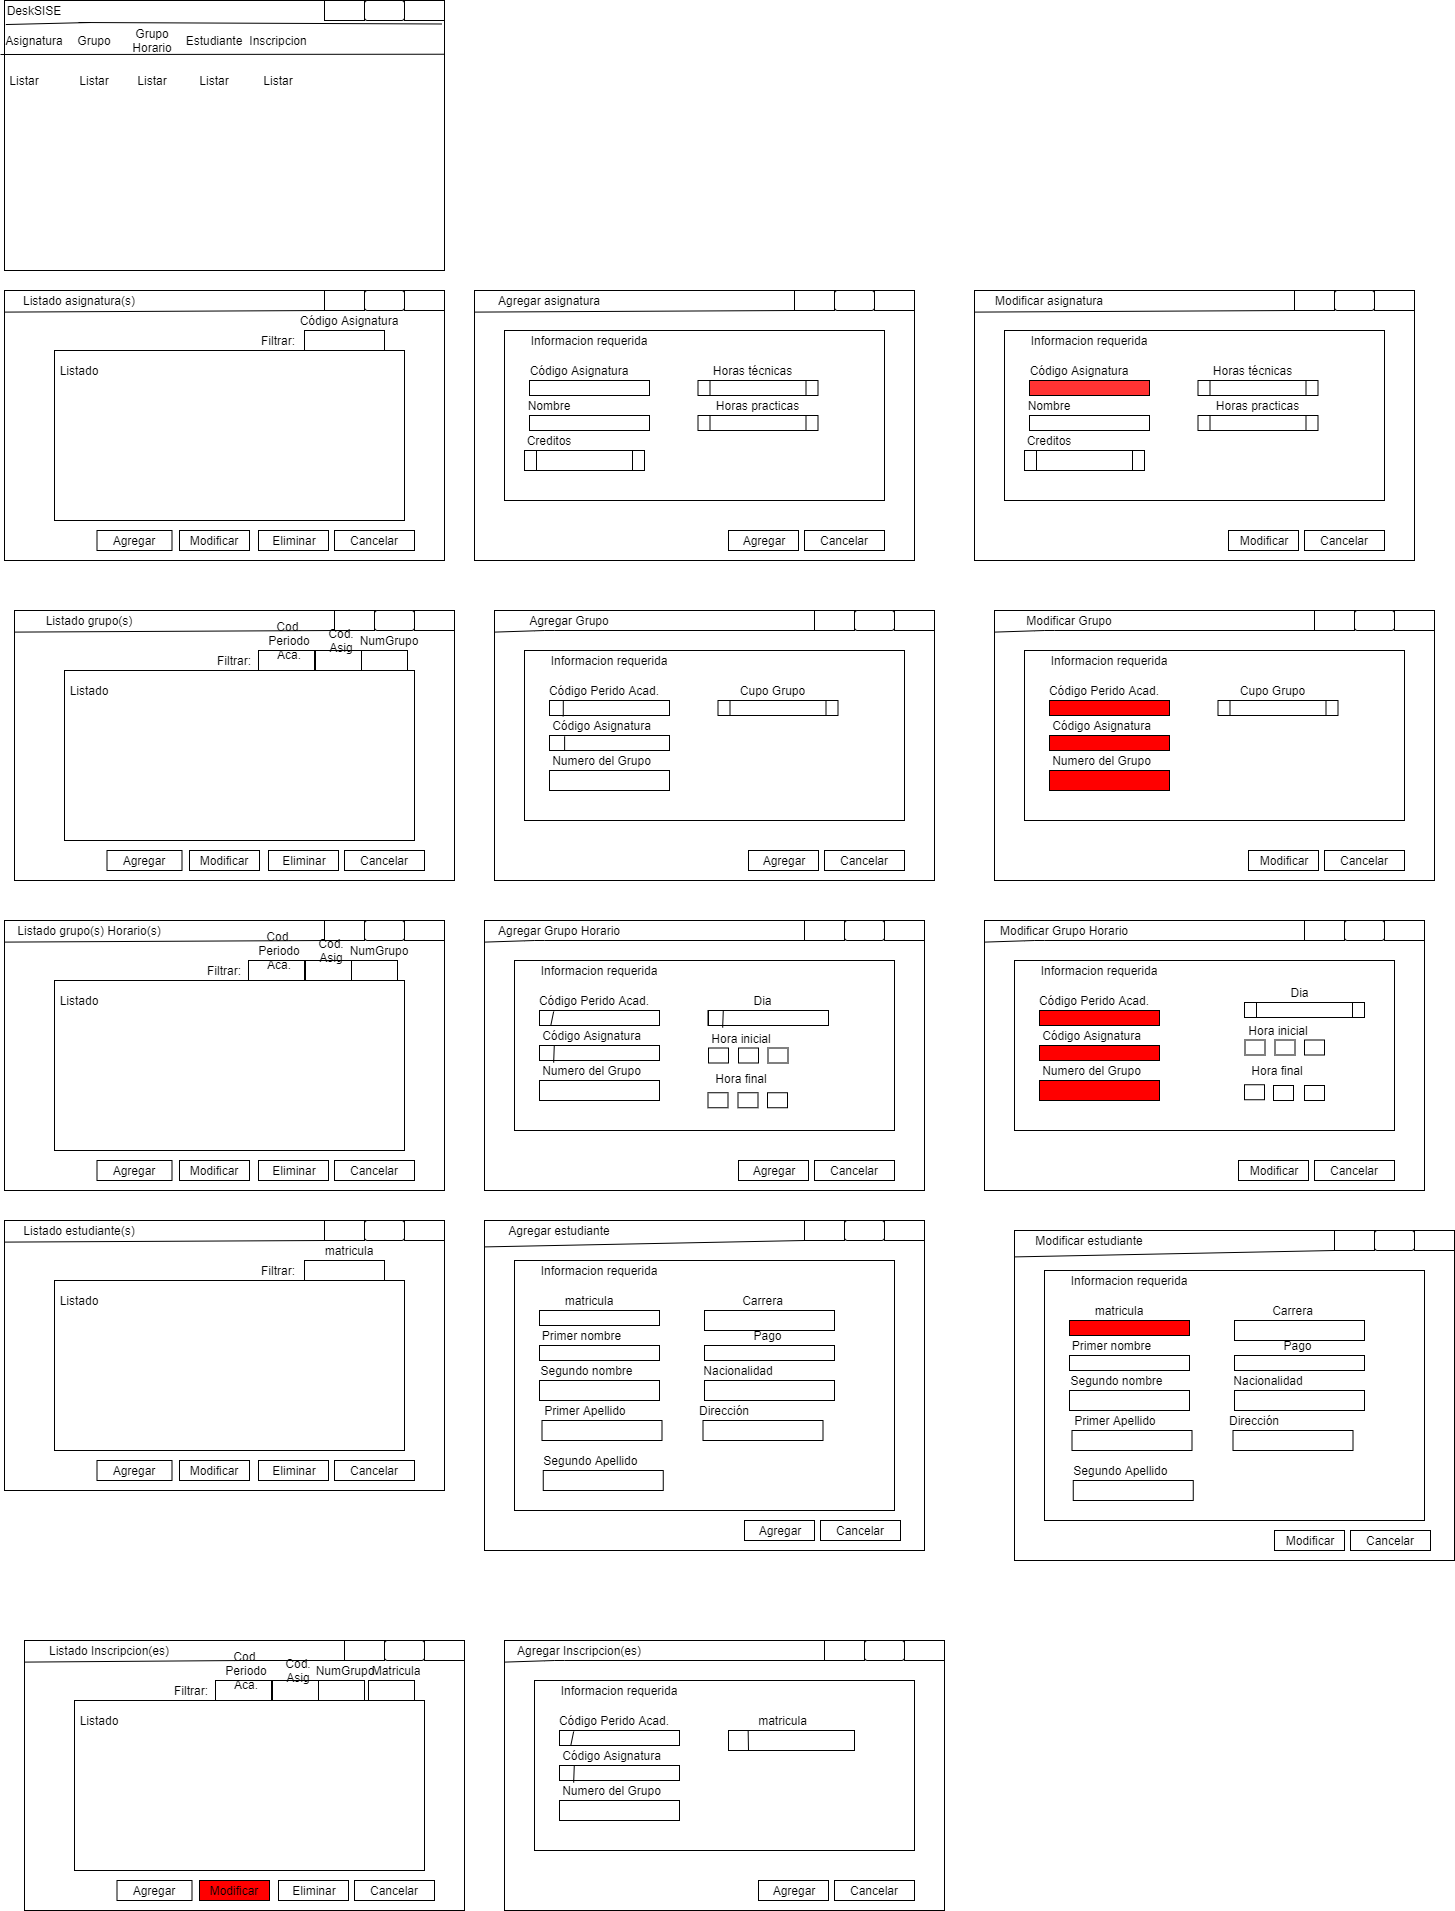 DeskSISE
Asignatura Grupo Grupo Horario Estudiante Inscripcion
Listar Listar Listar Listar Listar
Listado asignatura(s)
Código Asignatura
Filtrar:
Listado
Agregar Modificar Eliminar Cancelar
Agregar asignatura
Informacion requerida
Código Asignatura Horas técnicas
Nombre Horas practicas
Creditos
Agregar Cancelar
Modificar asignatura
Informacion requerida
Código Asignatura Horas técnicas
Nombre Horas practicas
Creditos
Modificar Cancelar
Listado grupo(s)
Cod. Periodo Aca. Cod. Asig NumGrupo
Filtrar:
Listado
Agregar Modificar Eliminar Cancelar
Agregar Grupo
Informacion requerida
Código Perido Acad. Cupo Grupo
Código Asignatura
Numero del Grupo
Agregar Cancelar
Modificar Grupo
Informacion requerida
Código Perido Acad. Cupo Grupo
Código Asignatura
Numero del Grupo
Modificar Cancelar
Listado grupo(s) Horario(s)
Cod. Periodo Aca. Cod. Asig NumGrupo
Filtrar:
Listado
Agregar Modificar Eliminar Cancelar
Agregar Grupo Horario
Informacion requerida
Código Perido Acad. Dia
Código Asignatura Hora inicial
Numero del Grupo Hora final
Agregar Cancelar
Modificar Grupo Horario
Informacion requerida
Código Perido Acad. Dia
Código Asignatura Hora inicial
Numero del Grupo Hora final
Modificar Cancelar
Listado estudiante(s)
matricula
Filtrar:
Listado
Agregar Modificar Eliminar Cancelar
Agregar estudiante
Informacion requerida
matricula Carrera
Primer nombre Pago
Segundo nombre Nacionalidad
Primer Apellido Dirección
Segundo Apellido
Agregar Cancelar
Modificar estudiante
Informacion requerida
matricula Carrera
Primer nombre Pago
Segundo nombre Nacionalidad
Primer Apellido Dirección
Segundo Apellido
Modificar Cancelar
Listado Inscripcion(es)
Cod. Periodo Aca. Cod. Asig NumGrupo Matricula
Filtrar:
Listado
Agregar Modificar Eliminar Cancelar
Agregar Inscripcion(es)
Informacion requerida
Código Perido Acad. matricula
Código Asignatura
Numero del Grupo
Agregar Cancelar